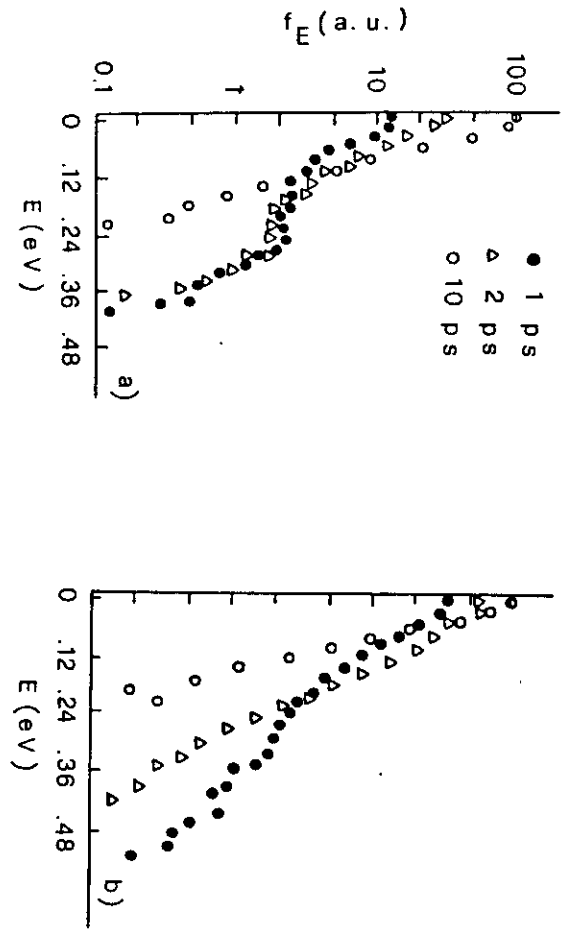 f_E (a. u.)
0.1 1 10 100
0 .12 .24 .36 .48
E (eV)
● 1 ps
△ 2 ps
○ 10 ps
a)
0 .12 .24 .36 .48
E (eV)
b)